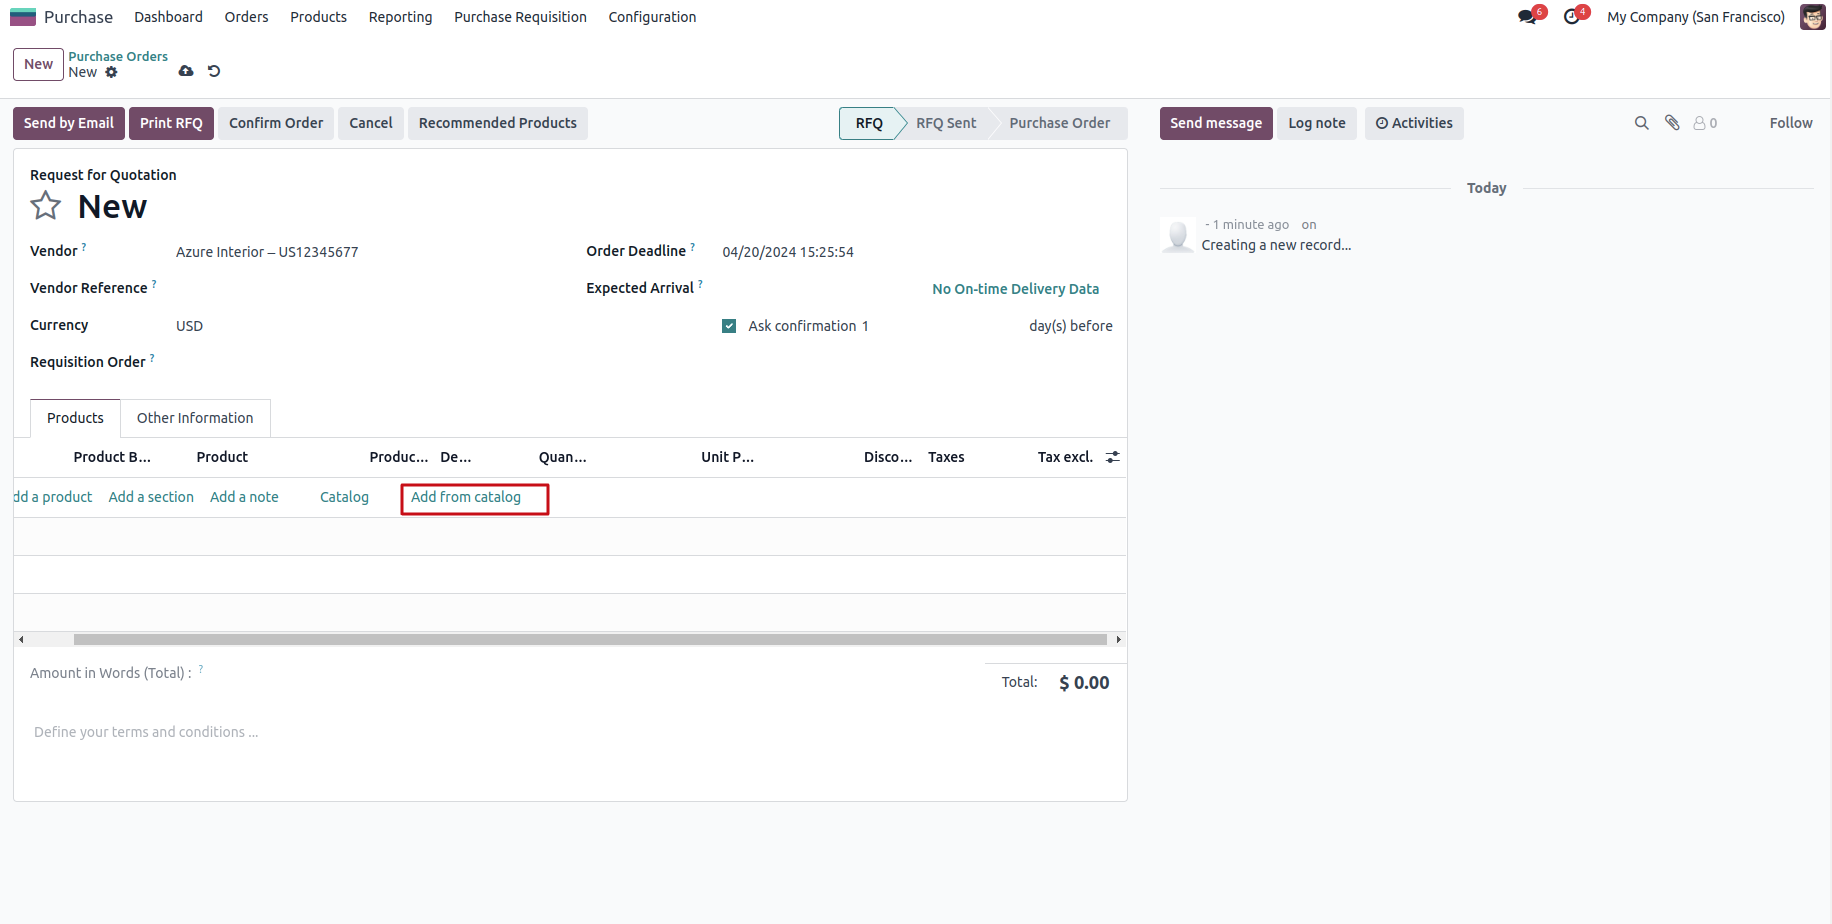 Purchase Dashboard Orders Products Reporting Purchase Requisition Configuration 6 4 My Company (San Francisco)
New Purchase Orders
New
Send by Email Print RFQ Confirm Order Cancel Recommended Products RFQ RFQ Sent Purchase Order Send message Log note Activities 0 Follow
Request for Quotation
New
Vendor ? Azure Interior – US12345677 Order Deadline ? 04/20/2024 15:25:54
Vendor Reference ? Expected Arrival ? No On-time Delivery Data
Currency USD Ask confirmation 1 day(s) before
Requisition Order ?
Products Other Information
Product B... Product Produc... De... Quan... Unit P... Disco... Taxes Tax excl.
dd a product Add a section Add a note Catalog Add from catalog
Amount in Words (Total) : ? Total: $ 0.00
Define your terms and conditions ...
Today
- 1 minute ago on
Creating a new record...